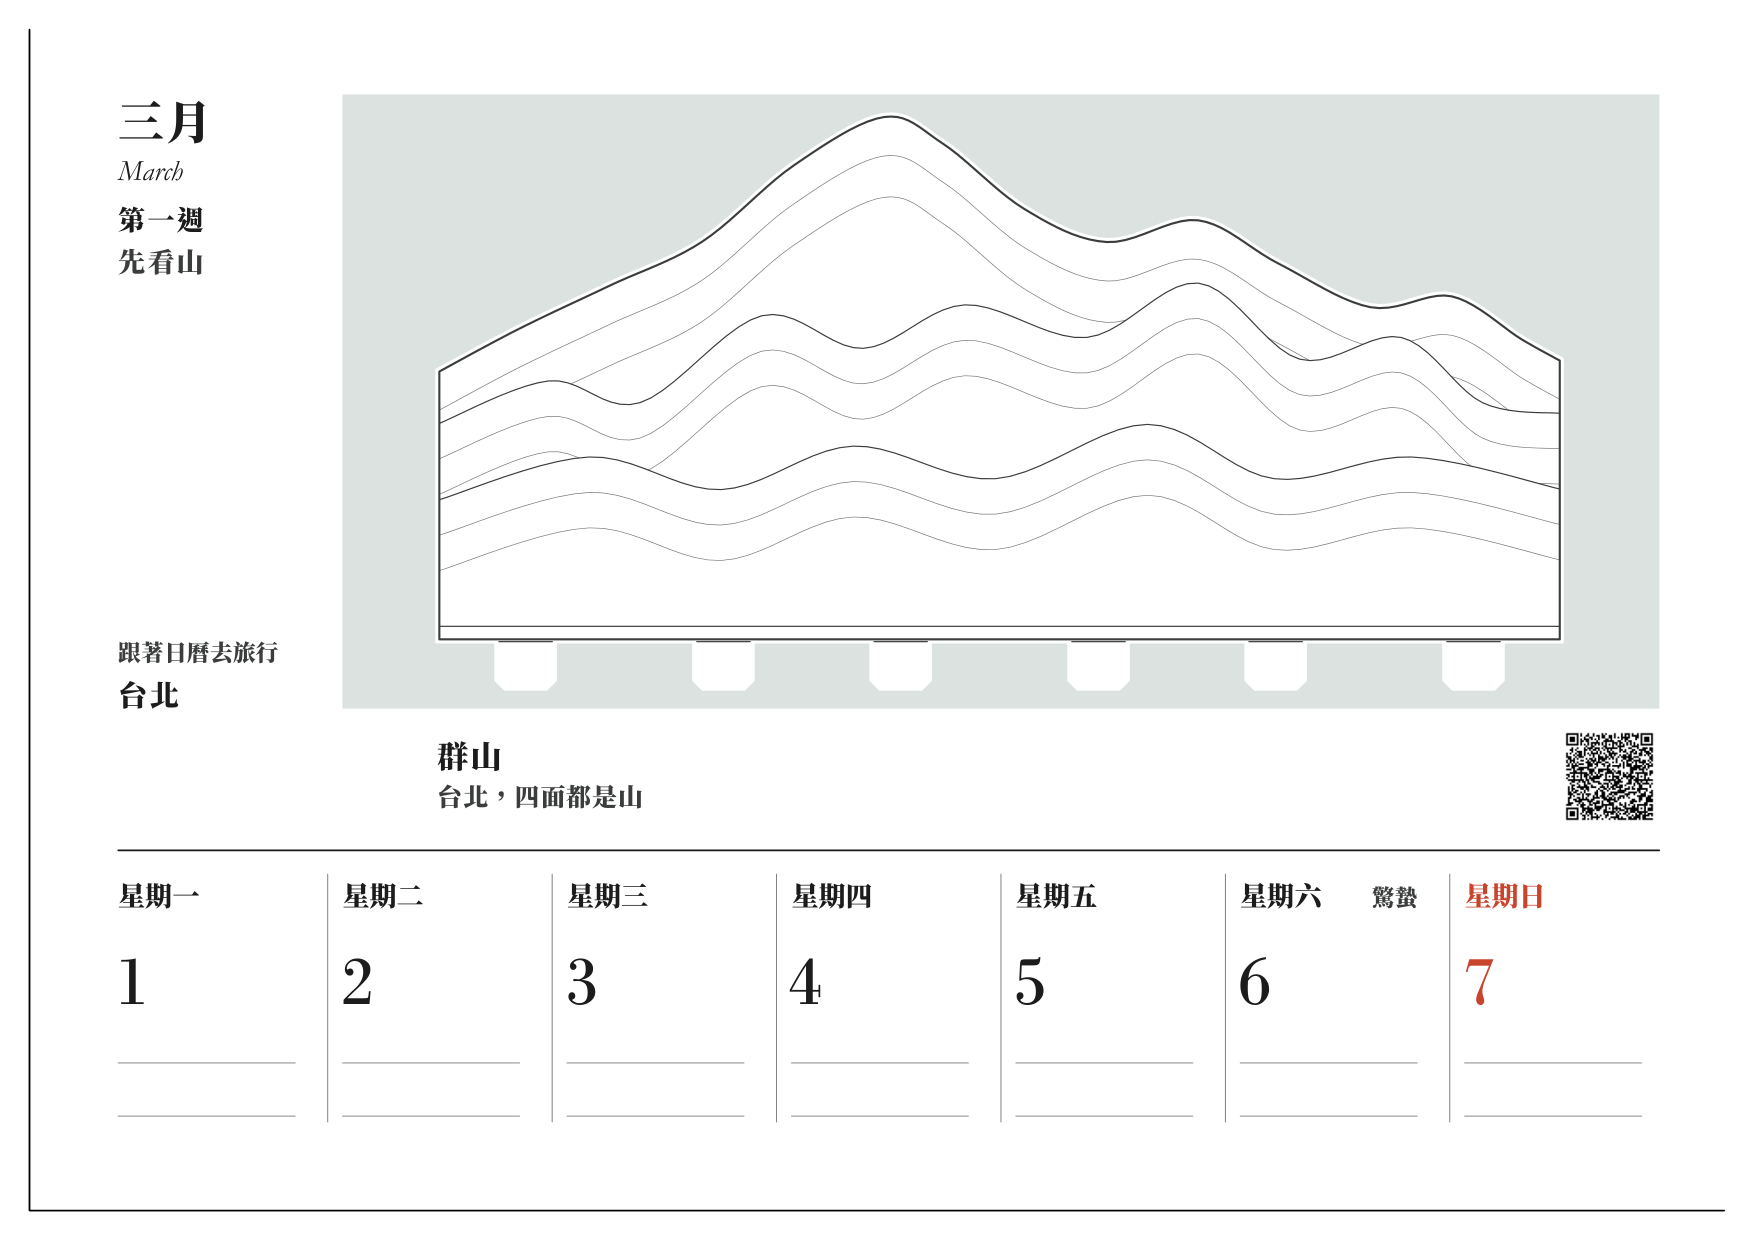 三月
March
第一週
先看山
跟著日曆去旅行
台北
群山
台北，四面都是山
星期一
1
星期二
2
星期三
3
星期四
4
星期五
5
星期六 驚蟄
6
星期日
7